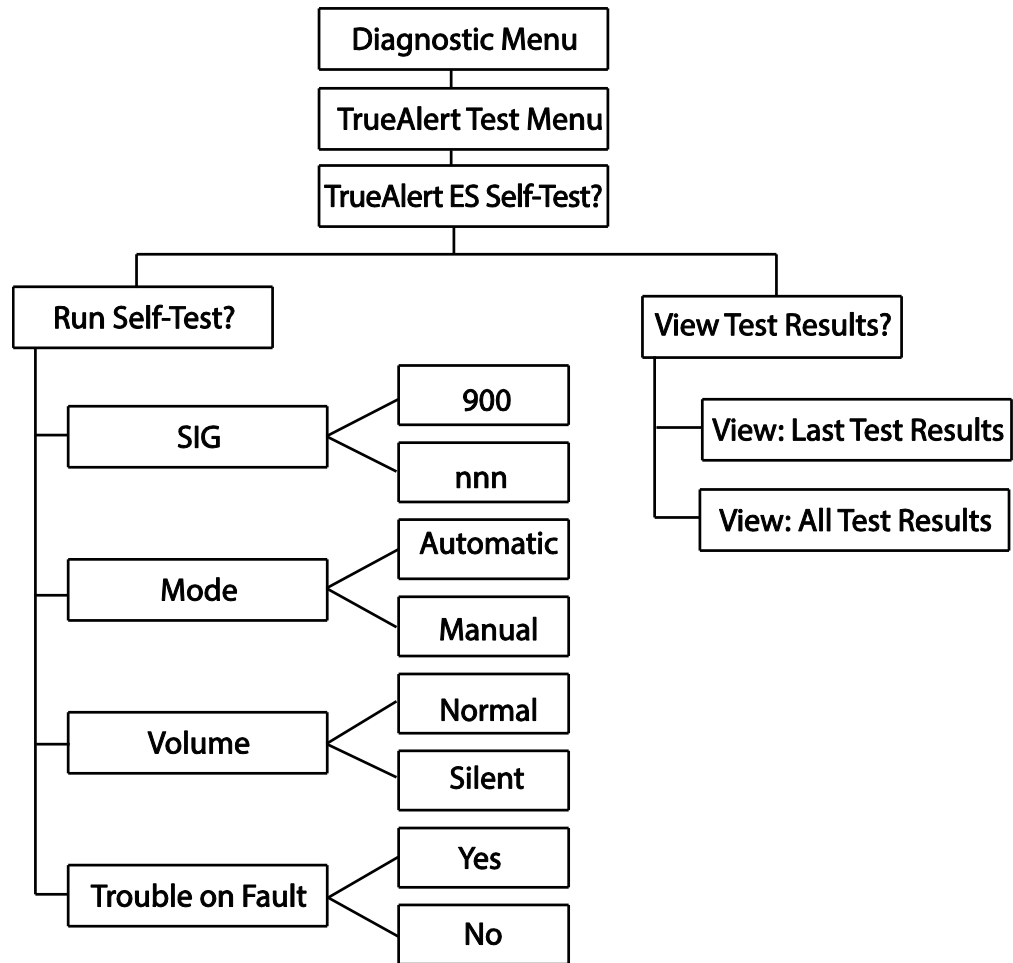 Diagnostic Menu
TrueAlert Test Menu
TrueAlert ES Self-Test?
Run Self-Test?
View Test Results?
SIG
900
nnn
Mode
Automatic
Manual
Volume
Normal
Silent
Trouble on Fault
Yes
No
View: Last Test Results
View: All Test Results